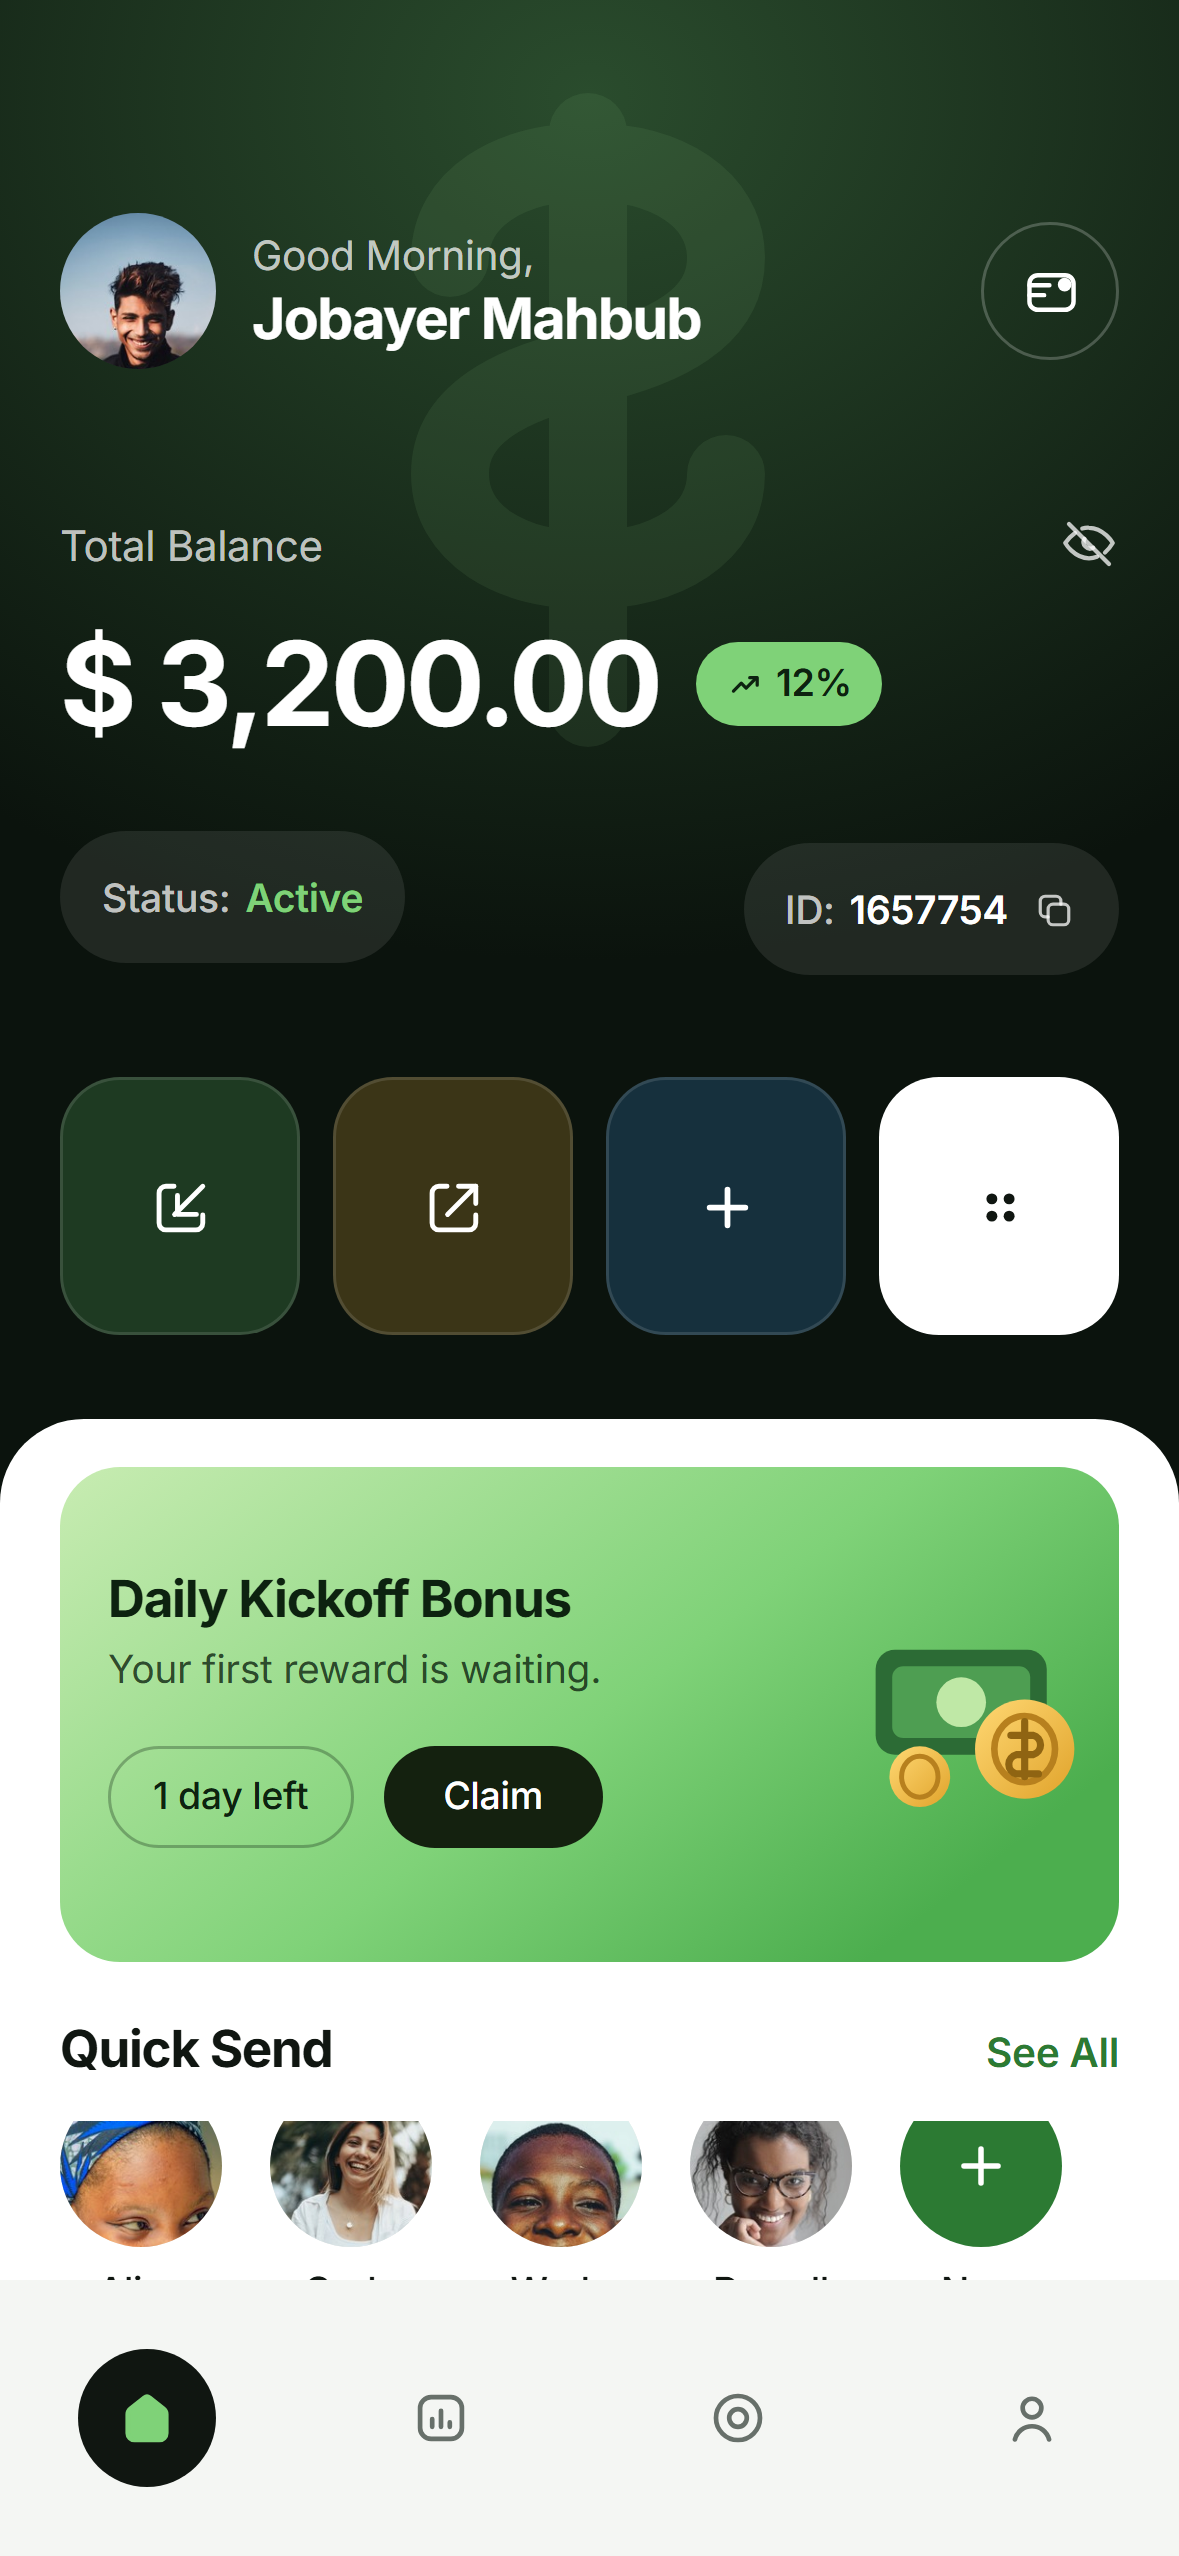 Good Morning,
Jobayer Mahbub
Total Balance
$ 3,200.00
12%
Status: Active
ID: 1657754
Daily Kickoff Bonus
Your first reward is waiting.
1 day left
Claim
Quick Send
See All